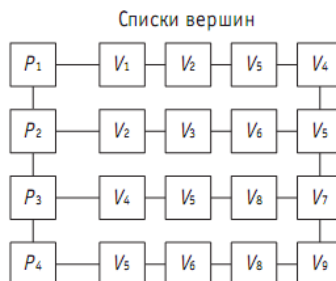 Списки вершин
P1 V1 V2 V5 V4
P2 V2 V3 V6 V5
P3 V4 V5 V8 V7
P4 V5 V6 V8 V9